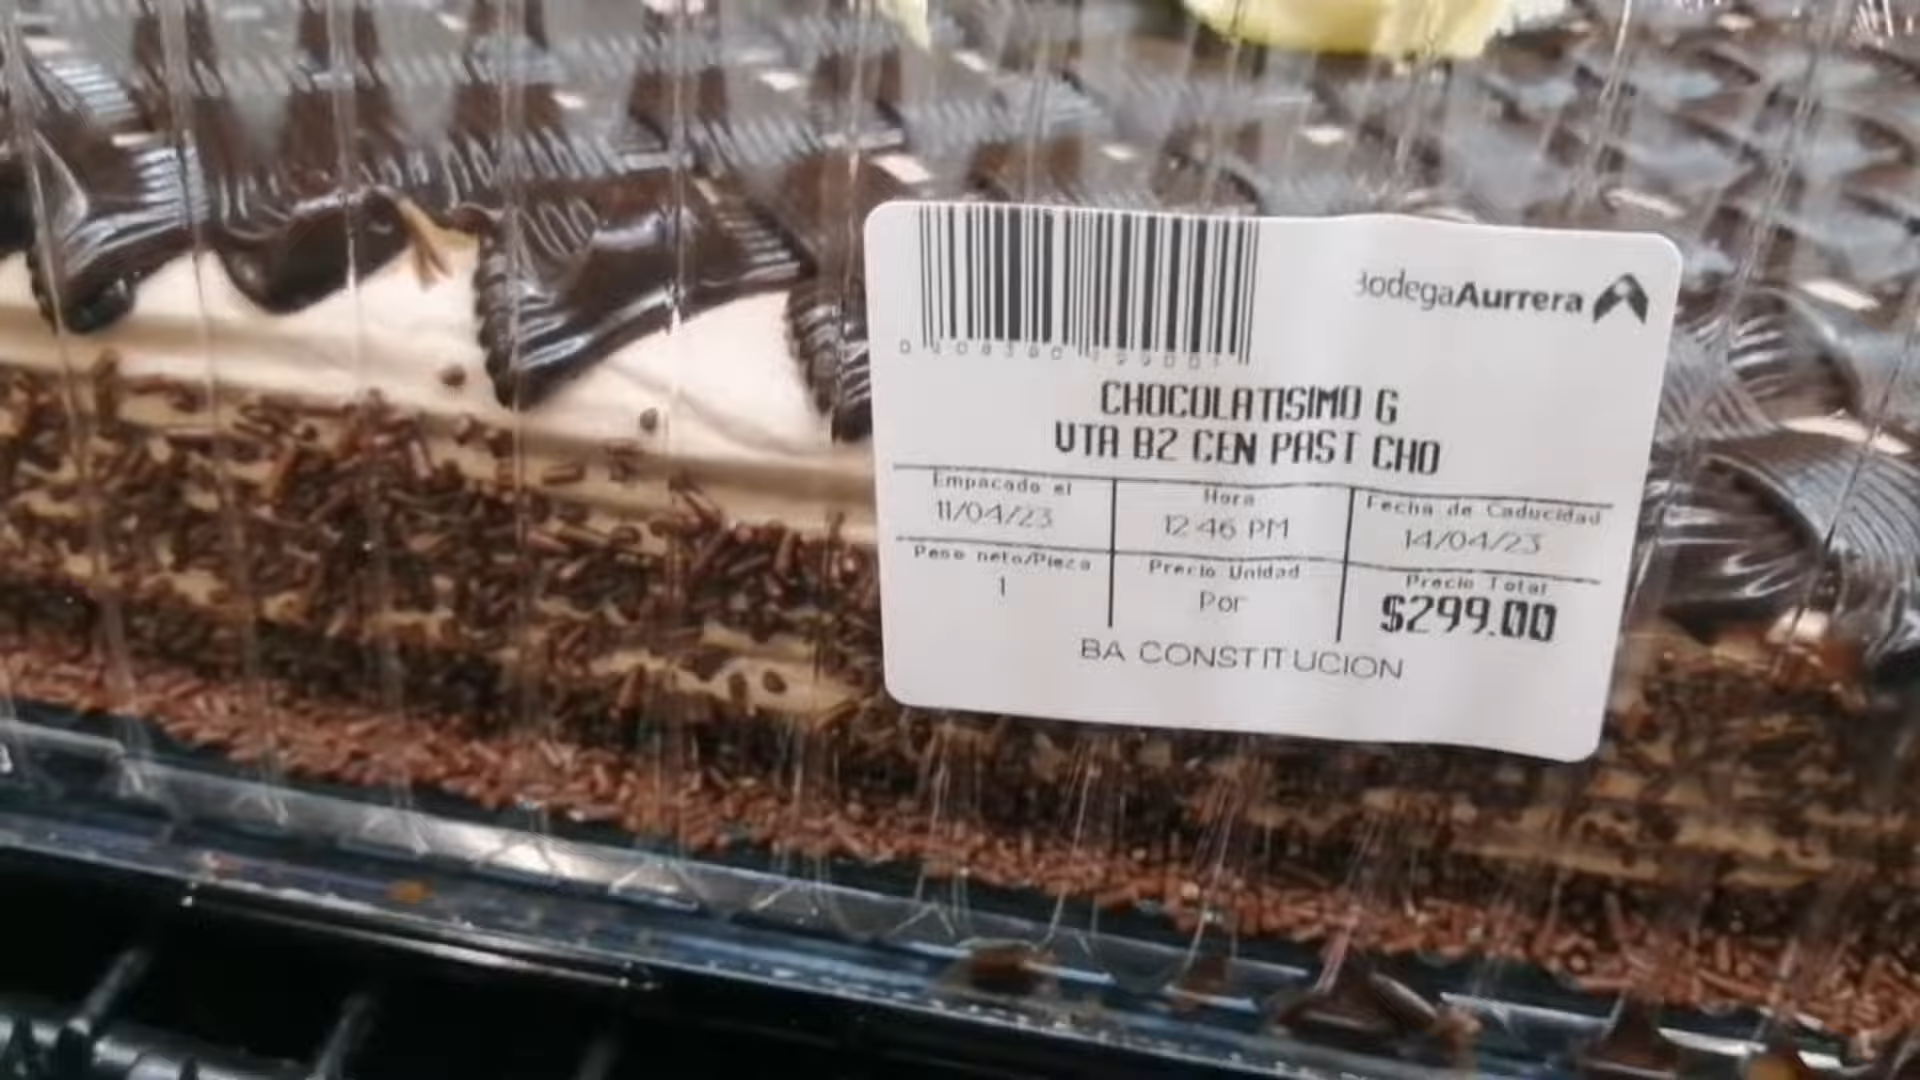 BodegaAurrera
CHOCOLATISIMO G
VTA B2 CEN PAST CHO
Empacado el
11/04/23
Hora
12 46 PM
Fecha de Caducidad
14/04/23
Peso neto/Pieza
1
Precio Unidad
Por
Precio Total
$299.00
BA CONSTITUCION